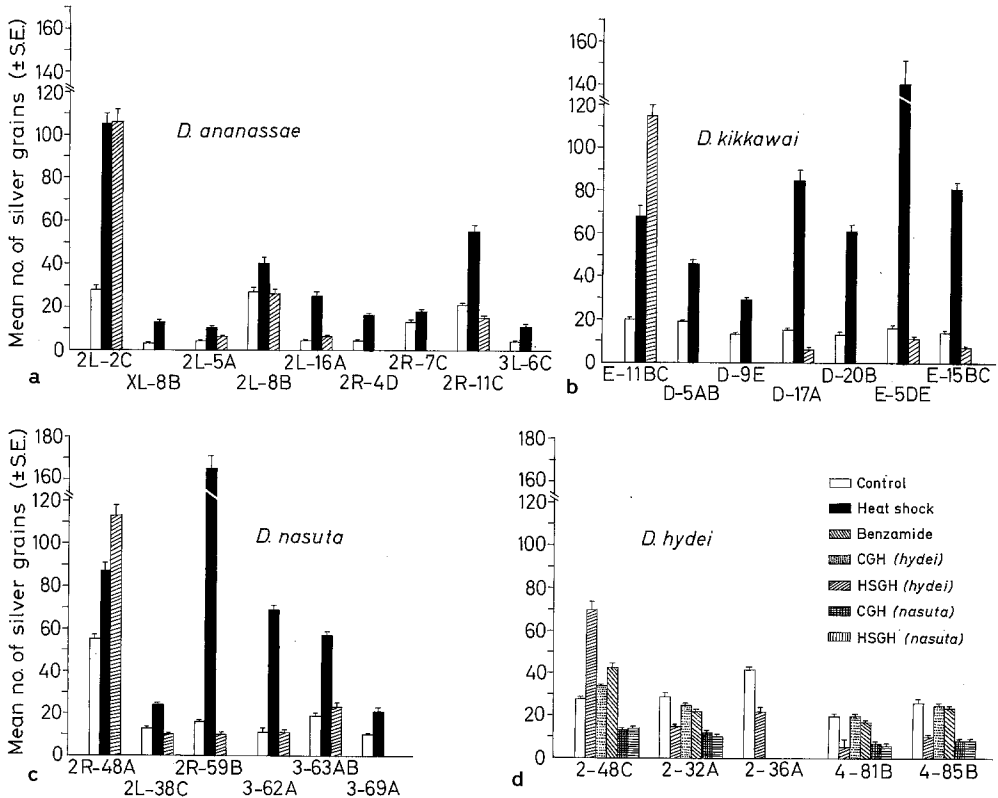 Mean no. of silver grains (± S.E.)
160
140
120
100
80
60
40
20
0
D. ananassae
2L-2C
XL-8B
2L-5A
2L-8B
2L-16A
2R-4D
2R-7C
2R-11C
3L-6C
a
160
140
120
100
80
60
40
20
0
D. kikkawai
E-11BC
D-5AB
D-9E
D-17A
D-20B
E-5DE
E-15BC
b
Mean no. of silver grains (± S.E.)
180
160
120
100
80
60
40
20
0
D. nasuta
2R-48A
2L-38C
2R-59B
3-62A
3-63AB
3-69A
c
180
160
120
100
80
60
40
20
0
D. hydei
Control
Heat shock
Benzamide
CGH (hydei)
HSGH (hydei)
CGH (nasuta)
HSGH (nasuta)
2-48C
2-32A
2-36A
4-81B
4-85B
d